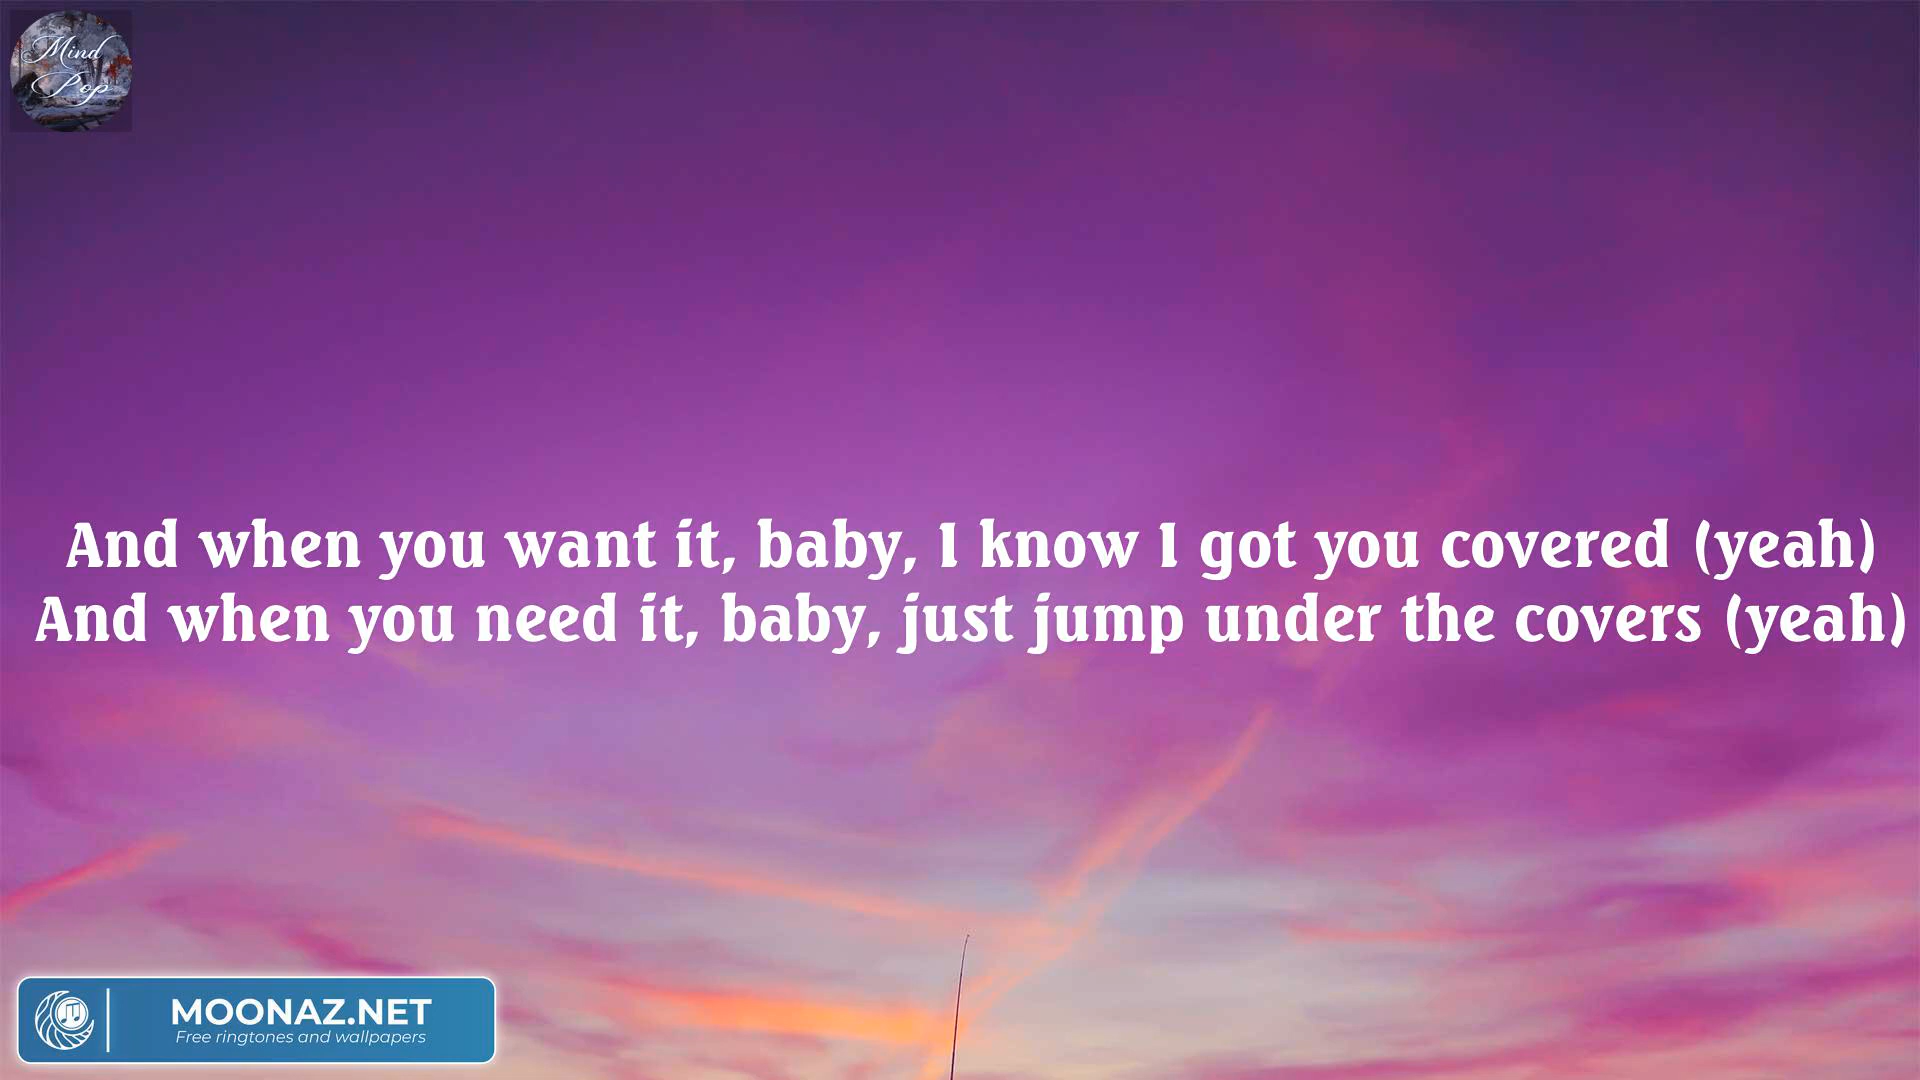 Mind
Pop
And when you want it, baby, I know I got you covered (yeah)
And when you need it, baby, just jump under the covers (yeah)
MOONAZ.NET
Free ringtones and wallpapers